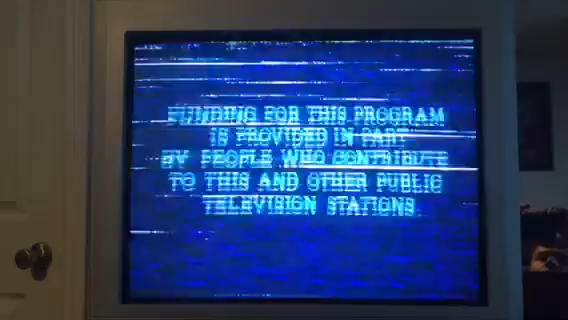 FUNDING FOR THIS PROGRAM
IS PROVIDED IN PART
BY PEOPLE WHO CONTRIBUTE
TO THIS AND OTHER PUBLIC
TELEVISION STATIONS.